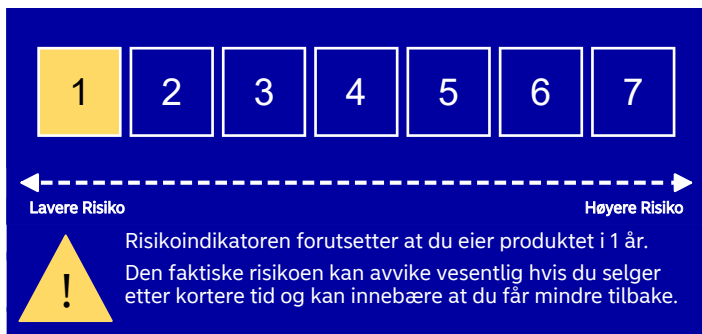 1 2 3 4 5 6 7
Lavere Risiko Høyere Risiko
!
Risikoindikatoren forutsetter at du eier produktet i 1 år.
Den faktiske risikoen kan avvike vesentlig hvis du selger
etter kortere tid og kan innebære at du får mindre tilbake.